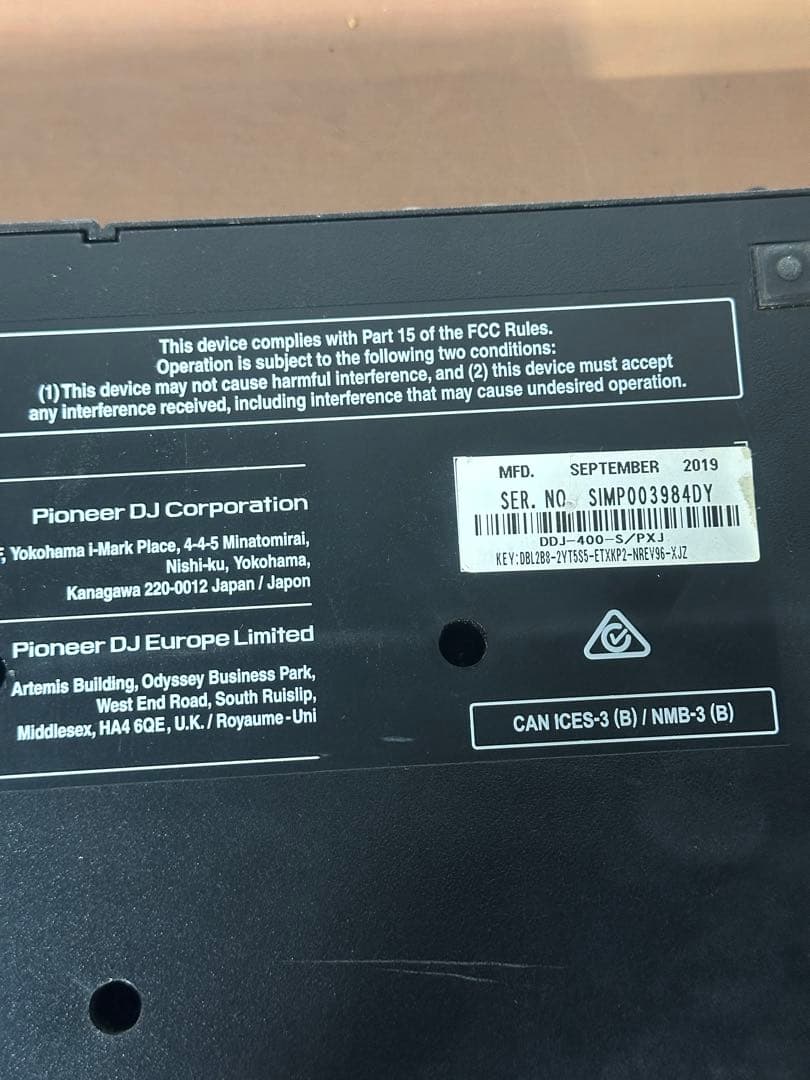 This device complies with Part 15 of the FCC Rules.
Operation is subject to the following two conditions:
(1) This device may not cause harmful interference, and (2) this device must accept
any interference received, including interference that may cause undesired operation.
Pioneer DJ Corporation
Yokohama i-Mark Place, 4-4-5 Minatomirai,
Nishi-ku, Yokohama,
Kanagawa 220-0012 Japan / Japon
Pioneer DJ Europe Limited
Artemis Building, Odyssey Business Park,
West End Road, South Ruislip,
Middlesex, HA4 6QE, U.K. / Royaume-Uni
MFD. SEPTEMBER 2019
SER. NO. SIMP003984DY
DDJ-400-S/PXJ
KEY:DBL2B8-2YT5S5-ETXKP2-NREV96-XJZ
CAN ICES-3 (B) / NMB-3 (B)